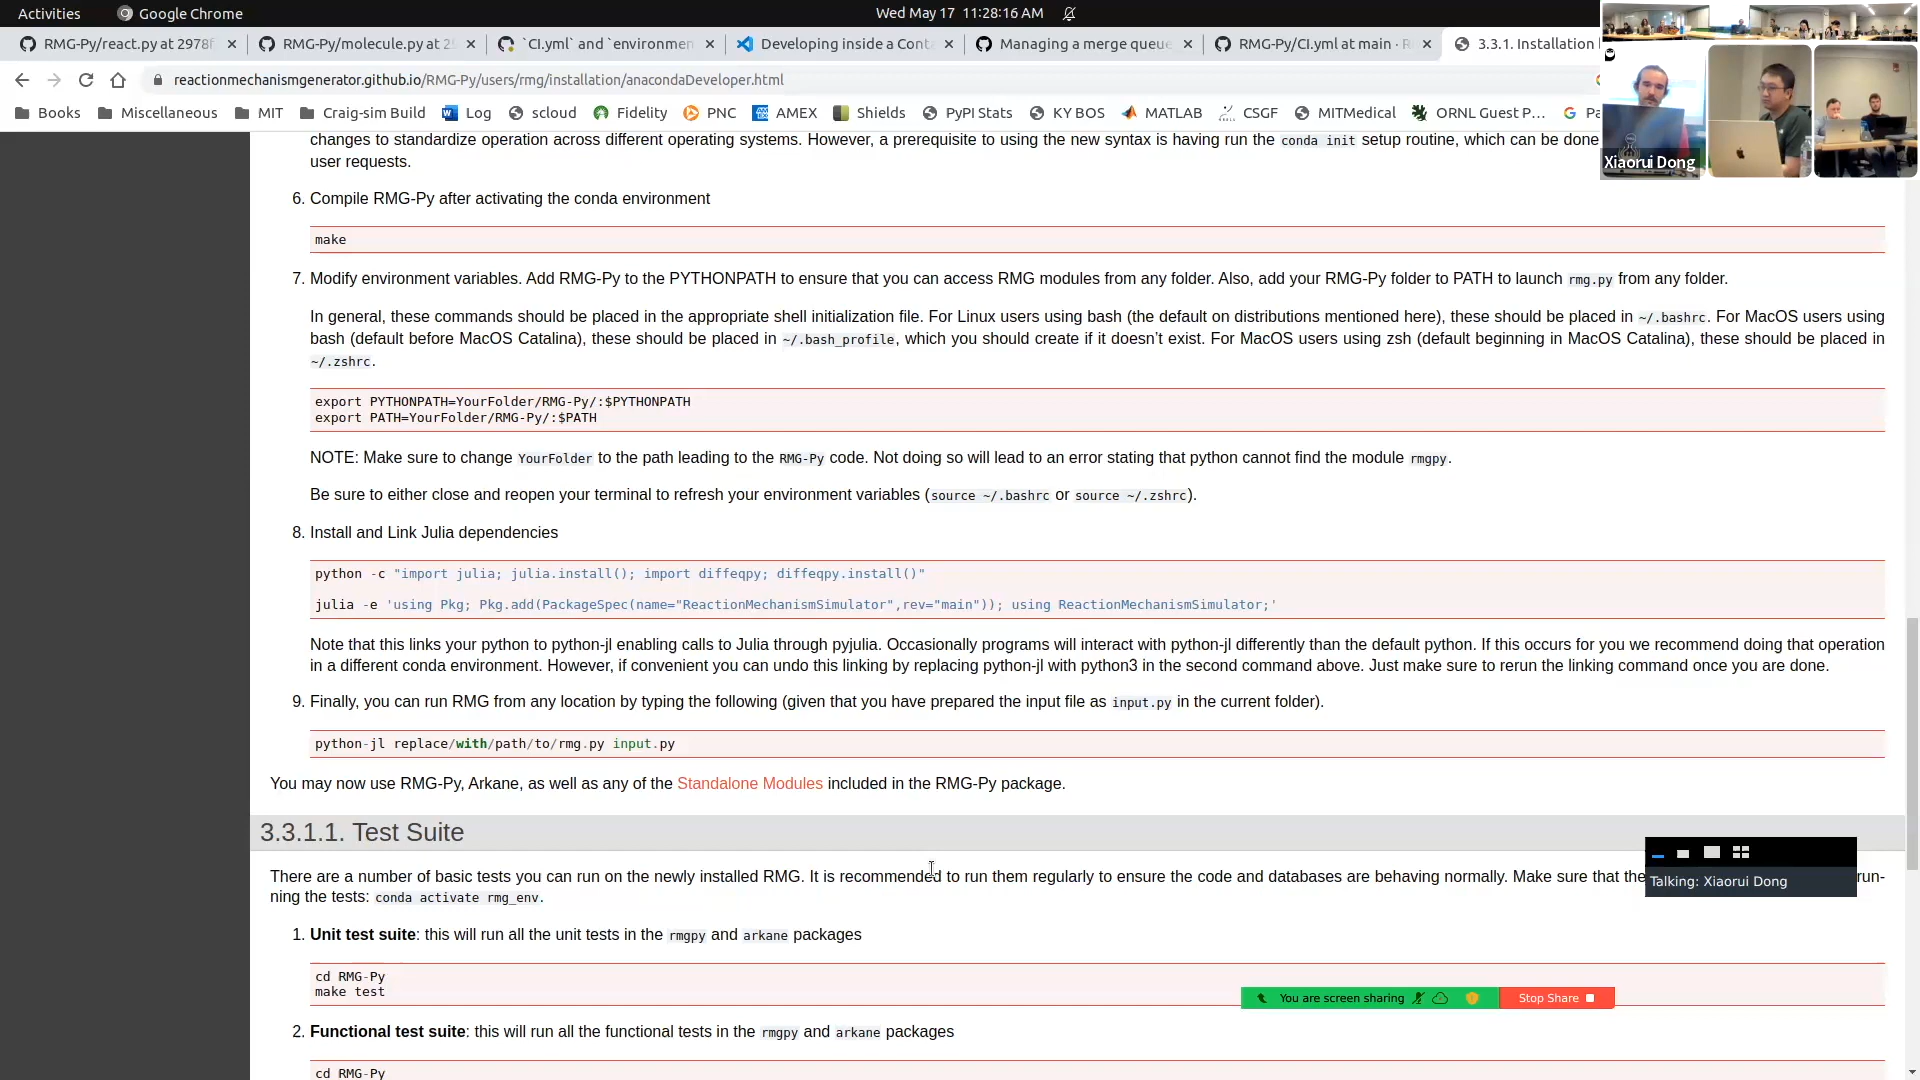 Activities
Google Chrome
Wed May 17 11:28:16 AM
RMG-Py/react.py at 2978f
RMG-Py/molecule.py at 2
`CI.yml` and `environmen
Developing inside a Cont
Managing a merge queue
RMG-Py/CI.yml at main · R
3.3.1. Installation
reactionmechanismgenerator.github.io/RMG-Py/users/rmg/installation/anacondaDeveloper.html
Books
Miscellaneous
MIT
Craig-sim Build
Log
scloud
Fidelity
PNC
AMEX
Shields
PyPI Stats
KY BOS
MATLAB
CSGF
MITMedical
ORNL Guest P…
Pa
Xiaorui Dong
changes to standardize operation across different operating systems. However, a prerequisite to using the new syntax is having run the conda init setup routine, which can be done
user requests.
6. Compile RMG-Py after activating the conda environment
make
7. Modify environment variables. Add RMG-Py to the PYTHONPATH to ensure that you can access RMG modules from any folder. Also, add your RMG-Py folder to PATH to launch rmg.py from any folder.
In general, these commands should be placed in the appropriate shell initialization file. For Linux users using bash (the default on distributions mentioned here), these should be placed in ~/.bashrc. For MacOS users using
bash (default before MacOS Catalina), these should be placed in ~/.bash_profile, which you should create if it doesn't exist. For MacOS users using zsh (default beginning in MacOS Catalina), these should be placed in
~/.zshrc.
export PYTHONPATH=YourFolder/RMG-Py/:$PYTHONPATH
export PATH=YourFolder/RMG-Py/:$PATH
NOTE: Make sure to change YourFolder to the path leading to the RMG-Py code. Not doing so will lead to an error stating that python cannot find the module rmgpy.
Be sure to either close and reopen your terminal to refresh your environment variables (source ~/.bashrc or source ~/.zshrc).
8. Install and Link Julia dependencies
python -c "import julia; julia.install(); import diffeqpy; diffeqpy.install()"
julia -e 'using Pkg; Pkg.add(PackageSpec(name="ReactionMechanismSimulator",rev="main")); using ReactionMechanismSimulator;'
Note that this links your python to python-jl enabling calls to Julia through pyjulia. Occasionally programs will interact with python-jl differently than the default python. If this occurs for you we recommend doing that operation
in a different conda environment. However, if convenient you can undo this linking by replacing python-jl with python3 in the second command above. Just make sure to rerun the linking command once you are done.
9. Finally, you can run RMG from any location by typing the following (given that you have prepared the input file as input.py in the current folder).
python-jl replace/with/path/to/rmg.py input.py
You may now use RMG-Py, Arkane, as well as any of the Standalone Modules included in the RMG-Py package.
3.3.1.1. Test Suite
There are a number of basic tests you can run on the newly installed RMG. It is recommended to run them regularly to ensure the code and databases are behaving normally. Make sure that the run-
Talking: Xiaorui Dong
ning the tests: conda activate rmg_env.
1. Unit test suite: this will run all the unit tests in the rmgpy and arkane packages
cd RMG-Py
make test
You are screen sharing
Stop Share
2. Functional test suite: this will run all the functional tests in the rmgpy and arkane packages
cd RMG-Py